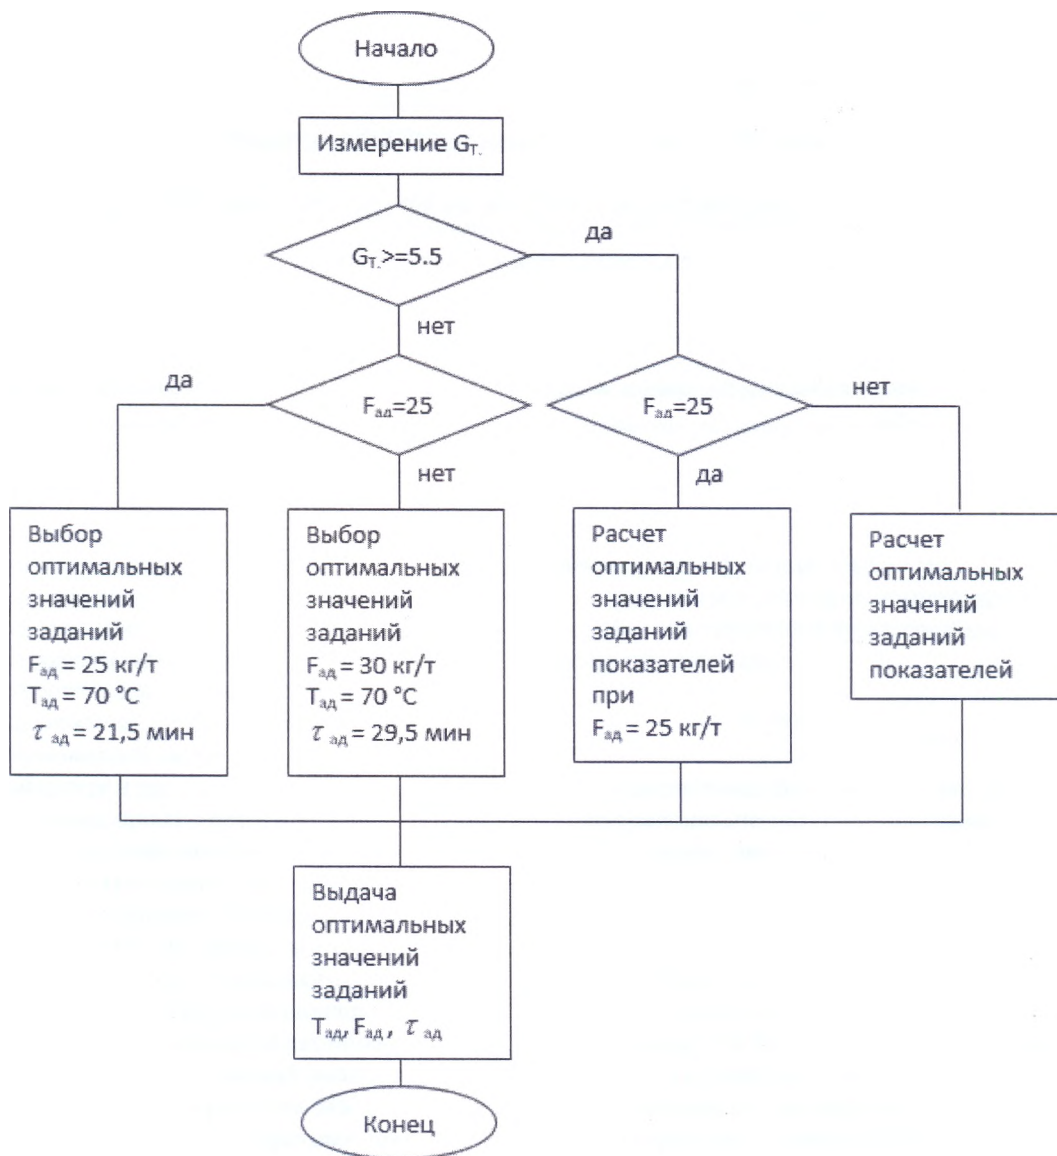 Начало
Измерение Gт.
Gт.>=5.5
да
нет
да
Fад=25
нет
Fад=25
нет
да
Выбор
оптимальных
значений
заданий
Fад = 25 кг/т
Tад = 70 °C
τ ад = 21,5 мин
Выбор
оптимальных
значений
заданий
Fад = 30 кг/т
Tад = 70 °C
τ ад = 29,5 мин
Расчет
оптимальных
значений
заданий
показателей
при
Fад = 25 кг/т
Расчет
оптимальных
значений
заданий
показателей
Выдача
оптимальных
значений
заданий
Tад, Fад , τ ад
Конец